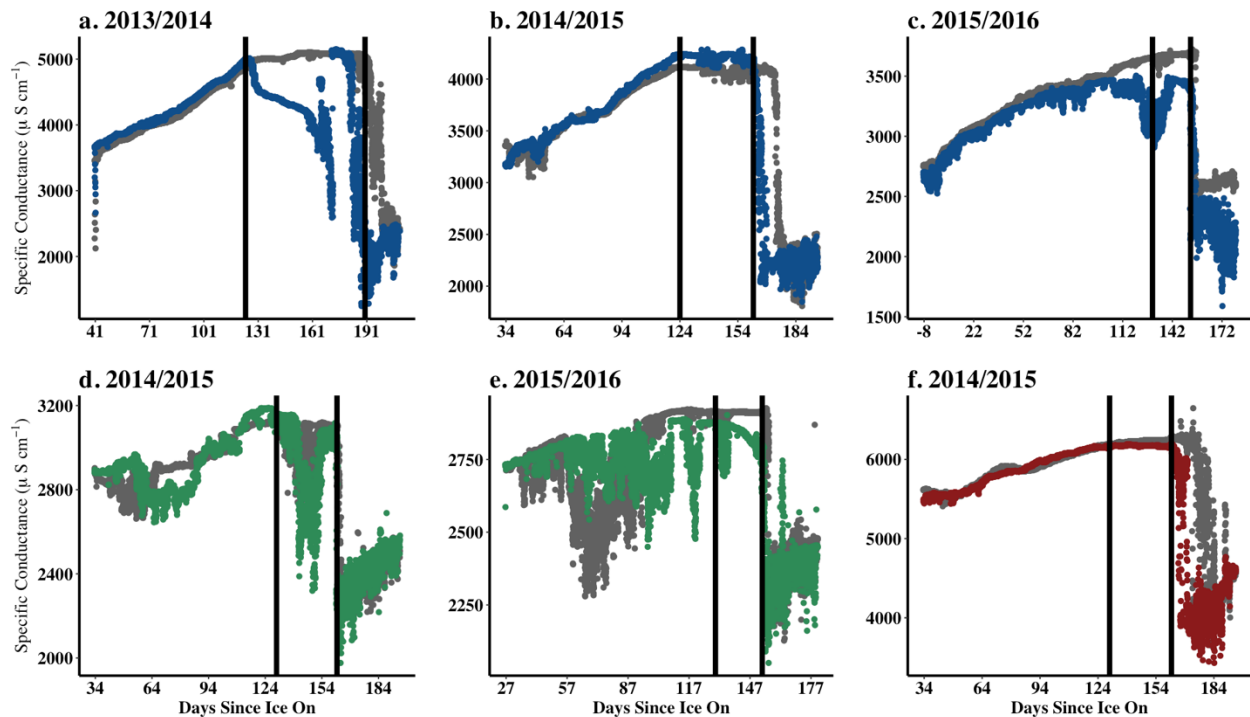 a. 2013/2014
b. 2014/2015
c. 2015/2016
Specific Conductance (μ S cm⁻¹)
5000
4000
3000
2000
41 71 101 131 161 191
4000
3500
3000
2500
2000
34 64 94 124 154 184
3500
3000
2500
2000
1500
-8 22 52 82 112 142 172
d. 2014/2015
e. 2015/2016
f. 2014/2015
Specific Conductance (μ S cm⁻¹)
3200
2800
2400
2000
34 64 94 124 154 184
Days Since Ice On
2750
2500
2250
27 57 87 117 147 177
Days Since Ice On
6000
5000
4000
34 64 94 124 154 184
Days Since Ice On